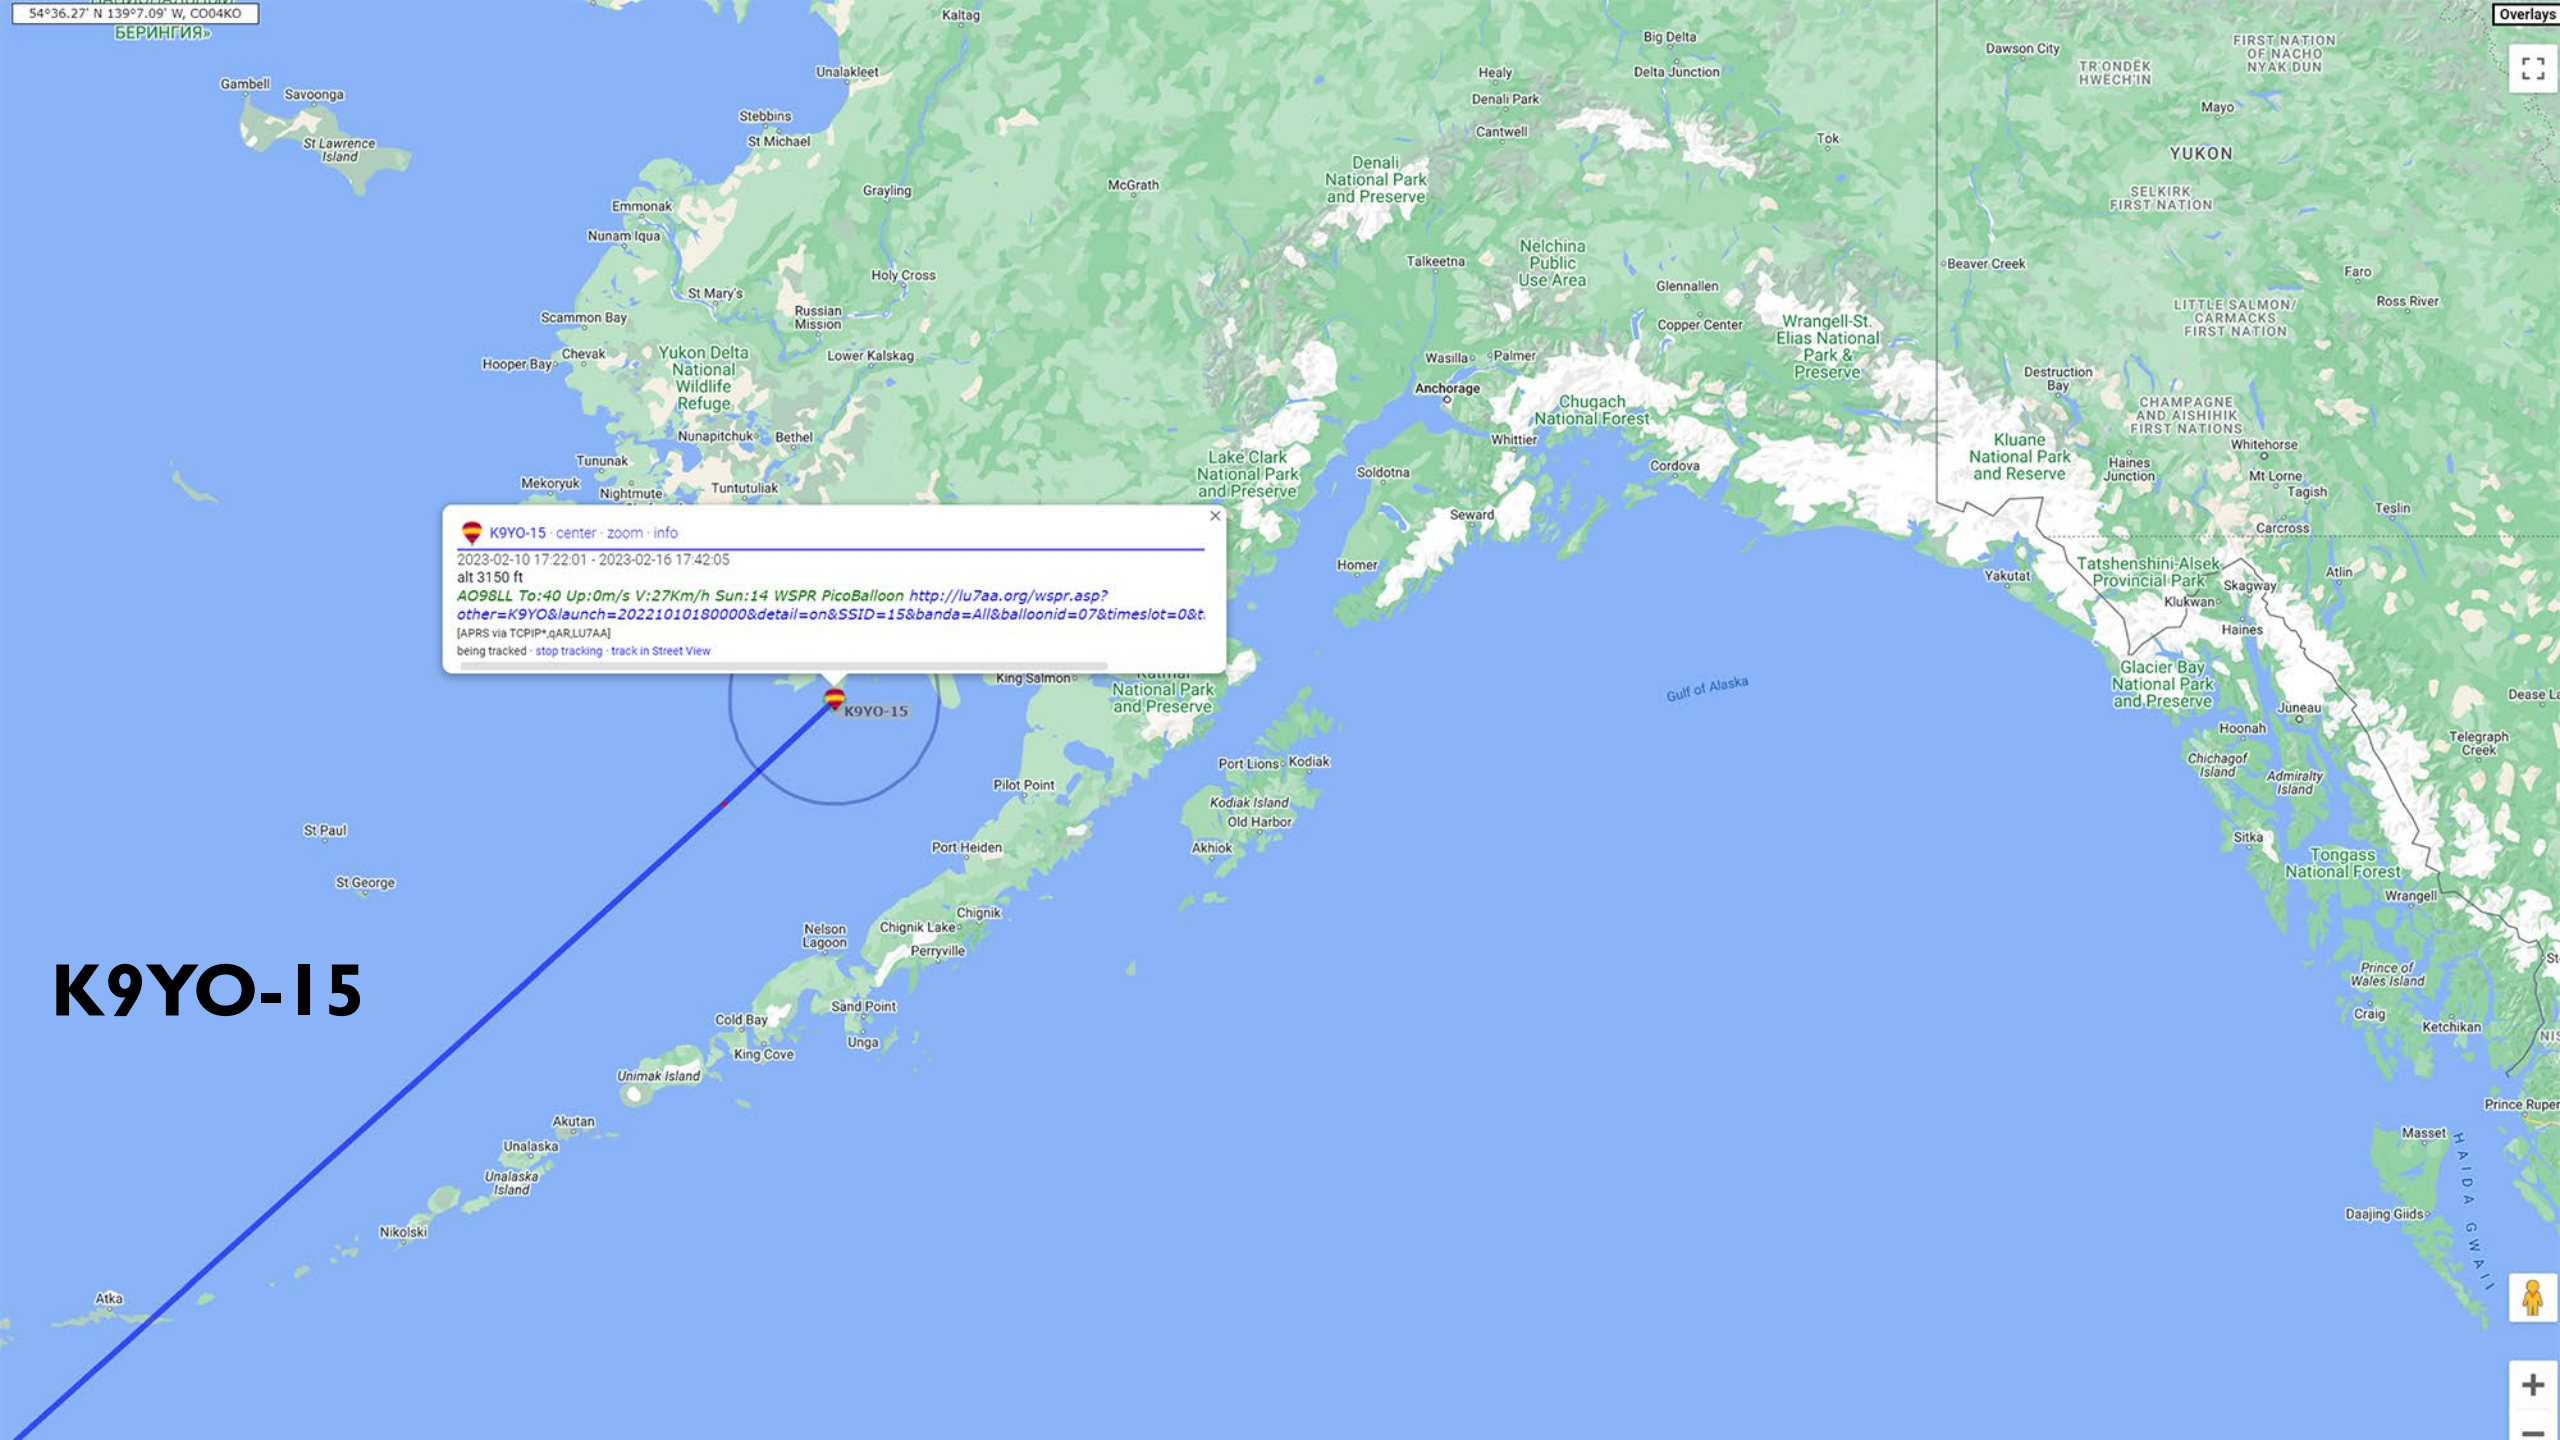 НАЦИОНАЛЬНЫЙ
54°36.27' N 139°7.09' W, CO04KO
БЕРИНГИЯ»
Overlays
Kaltag
Big Delta
Delta Junction
Dawson City
TR'ONDËK
HWËCH'IN
FIRST NATION
OF NACHO
NYAK DUN
Gambell
Savoonga
St Lawrence
Island
Unalakleet
Stebbins
St Michael
Healy
Denali Park
Cantwell
Tok
Mayo
YUKON
SELKIRK
FIRST NATION
Denali
National Park
and Preserve
McGrath
Grayling
Emmonak
Nunam Iqua
Holy Cross
St Mary's
Russian
Mission
Scammon Bay
Chevak
Hooper Bay
Lower Kalskag
Yukon Delta
National
Wildlife
Refuge
Nelchina
Public
Use Area
Talkeetna
Glennallen
Copper Center
Wrangell-St.
Elias National
Park &
Preserve
Beaver Creek
Faro
Ross River
LITTLE SALMON/
CARMACKS
FIRST NATION
Wasilla
Palmer
Anchorage
Chugach
National Forest
Destruction
Bay
CHAMPAGNE
AND AISHIHIK
FIRST NATIONS
Whitehorse
Kluane
National Park
and Reserve
Haines
Junction
Mt Lorne
Tagish
Teslin
Carcross
Nunapitchuk
Bethel
Tununak
Mekoryuk
Nightmute
Tuntutuliak
Lake Clark
National Park
and Preserve
Whittier
Soldotna
Cordova
Seward
Homer
Yakutat
Tatshenshini-Alsek
Provincial Park
Skagway
Atlin
Klukwan
Haines
K9YO-15 · center · zoom · info
2023-02-10 17:22:01 - 2023-02-16 17:42:05
alt 3150 ft
AO98LL To:40 Up:0m/s V:27Km/h Sun:14 WSPR PicoBalloon http://lu7aa.org/wspr.asp?
other=K9YO&launch=20221010180000&detail=on&SSID=15&banda=All&balloonid=07&timeslot=0&t
[APRS via TCPIP*,qAR,LU7AA]
being tracked · stop tracking · track in Street View
King Salmon
Katmai
National Park
and Preserve
K9YO-15
Gulf of Alaska
Glacier Bay
National Park
and Preserve
Juneau
Dease La
Hoonah
Telegraph
Creek
Chichagof
Island
Admiralty
Island
Port Lions
Kodiak
Pilot Point
Kodiak Island
Old Harbor
Akhiok
St Paul
Port Heiden
St George
Sitka
Tongass
National Forest
Wrangell
Chignik
Chignik Lake
Perryville
Nelson
Lagoon
St
K9YO-15
Prince of
Wales Island
Sand Point
Cold Bay
Unga
King Cove
Craig
Ketchikan
NIS
Unimak Island
Akutan
Unalaska
Unalaska
Island
Nikolski
Atka
Prince Ruper
Masset
HAIDA GWAII
Daajing Giids